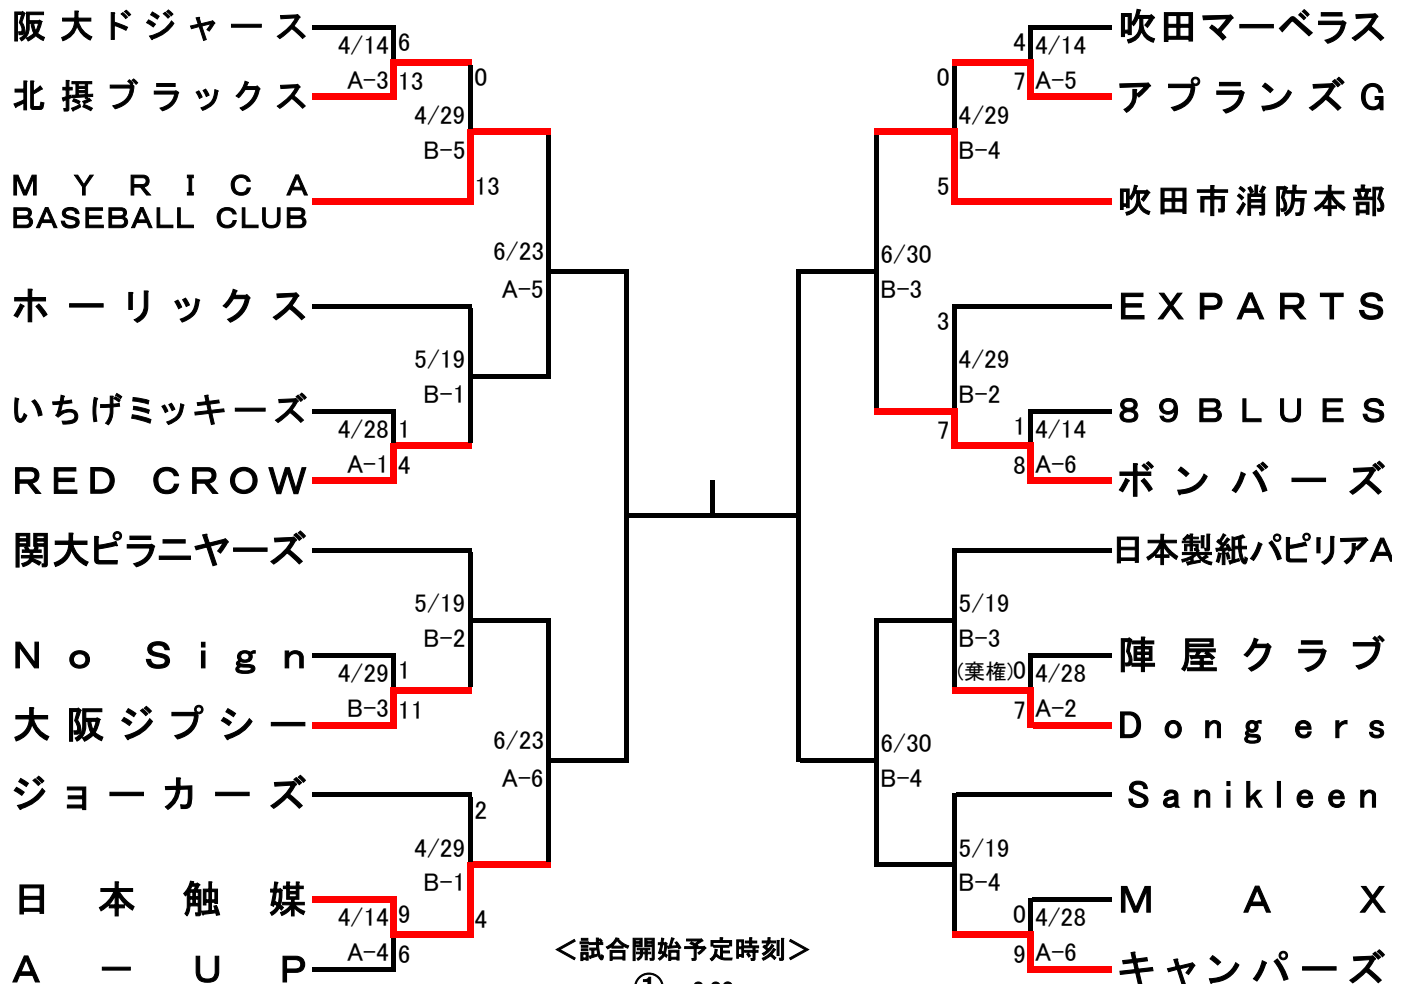 阪大ドジャース
4/14 6
A-3 13
北摂ブラックス
0
4/29
B-5
13
MYRICA
BASEBALL CLUB
6/23
A-5
ホーリックス
5/19
B-1
いちげミッキーズ
4/28 1
A-1 4
RED CROW
関大ピラニヤーズ
5/19
B-2
No Sign
4/29 1
B-3 11
大阪ジプシー
6/23
A-6
ジョーカーズ
2
4/29
B-1
4
日本触媒
4/14 9
A-4 6
A-UP
吹田マーベラス
4 4/14
7 A-5
アプランズG
0
4/29
B-4
5
吹田市消防本部
6/30
B-3
EXPARTS
3
4/29
B-2
7
89BLUES
1 4/14
8 A-6
ボンバーズ
日本製紙パピリアA
5/19
B-3
陣屋クラブ
(棄権)0 4/28
7 A-2
Dongers
6/30
B-4
Sanikleen
5/19
B-4
MAX
0 4/28
9 A-6
キャンパーズ
＜試合開始予定時刻＞